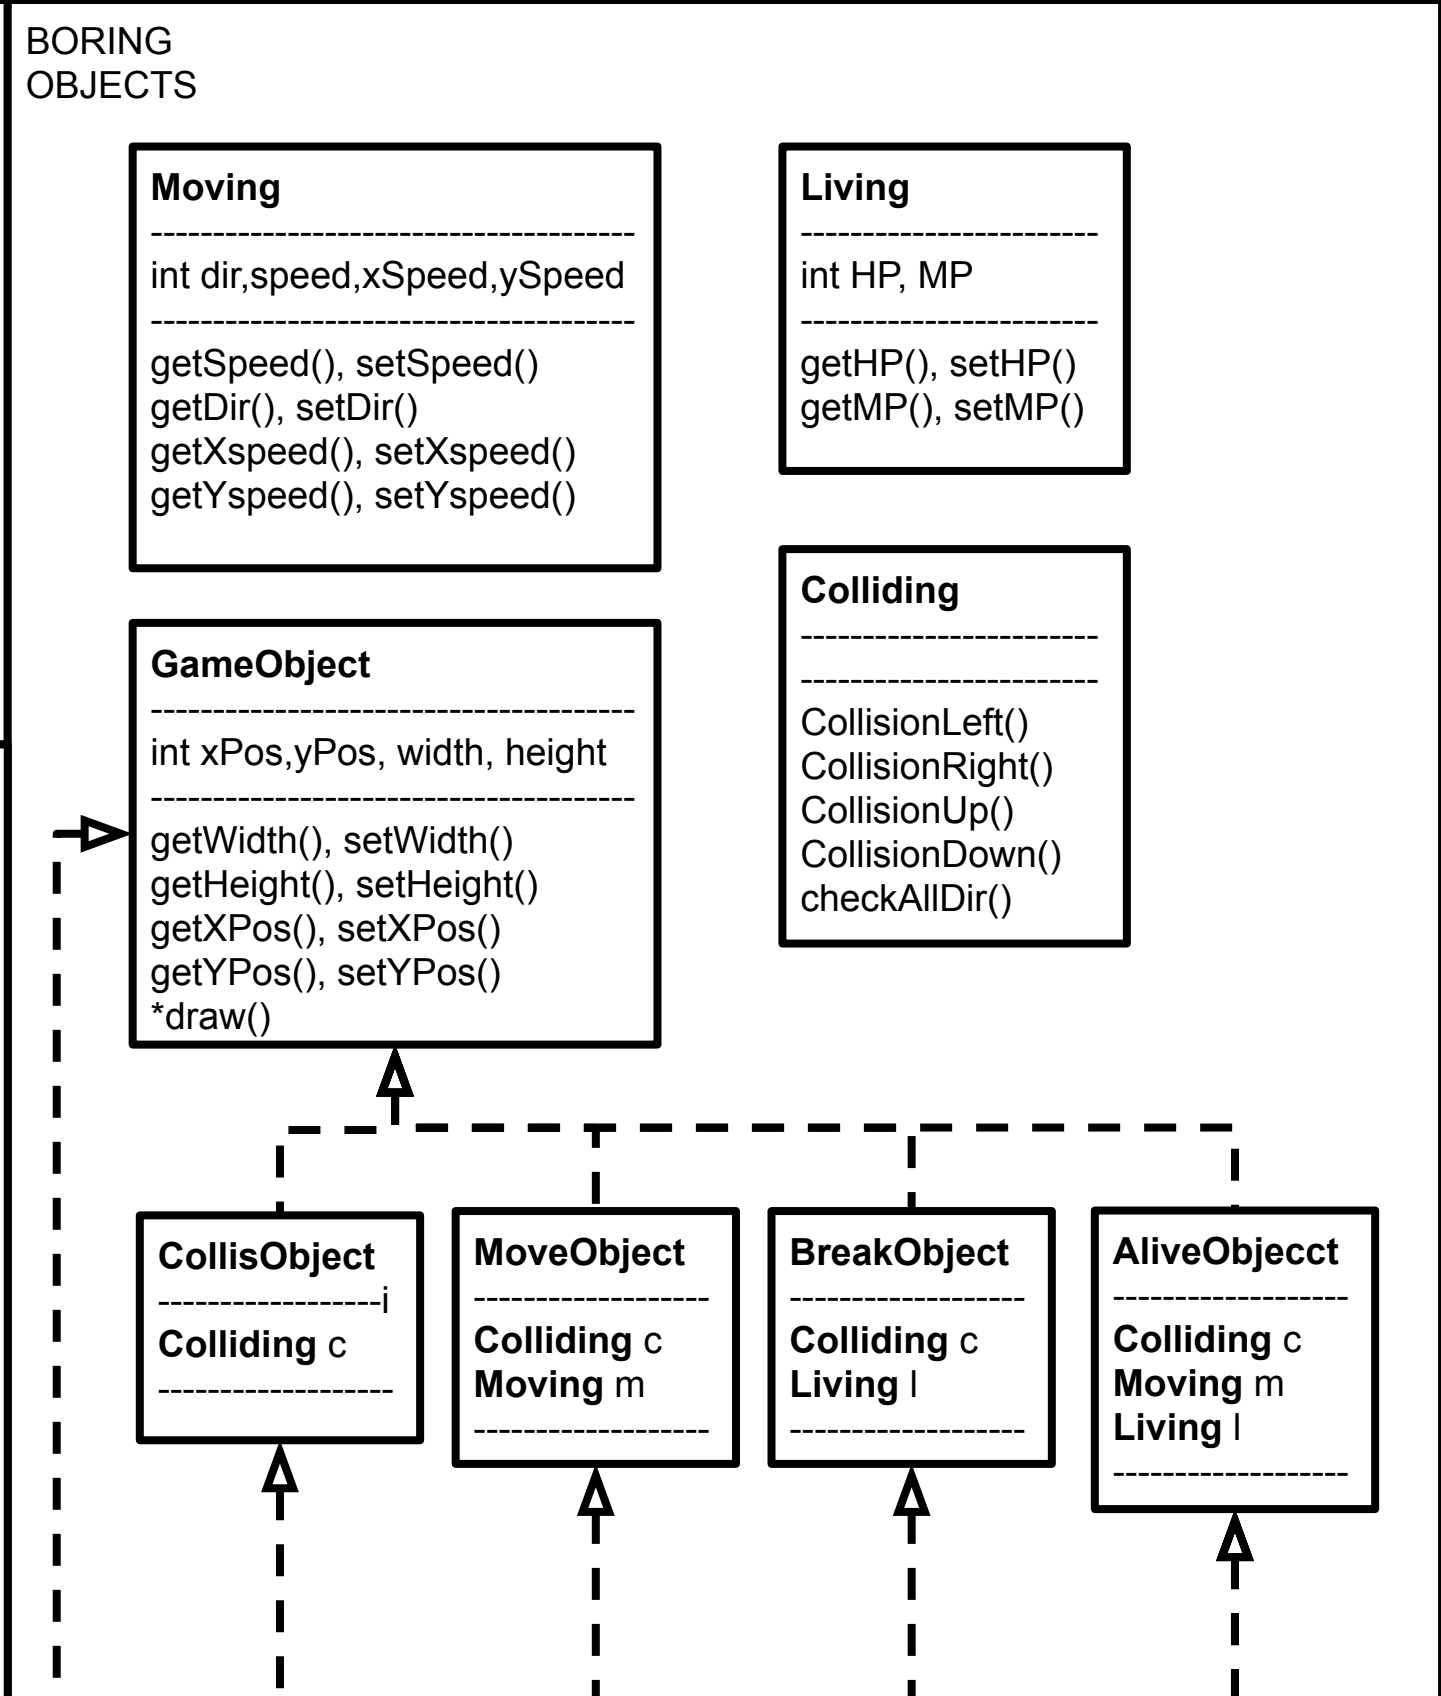 BORING
OBJECTS
Moving
---------------------------------------
int dir,speed,xSpeed,ySpeed
---------------------------------------
getSpeed(), setSpeed()
getDir(), setDir()
getXspeed(), setXspeed()
getYspeed(), setYspeed()
Living
------------------------
int HP, MP
------------------------
getHP(), setHP()
getMP(), setMP()
GameObject
---------------------------------------
int xPos,yPos, width, height
---------------------------------------
getWidth(), setWidth()
getHeight(), setHeight()
getXPos(), setXPos()
getYPos(), setYPos()
*draw()
Colliding
------------------------
------------------------
CollisionLeft()
CollisionRight()
CollisionUp()
CollisionDown()
checkAllDir()
CollisObject
------------------i
Colliding c
-------------------
MoveObject
-------------------
Colliding c
Moving m
-------------------
BreakObject
-------------------
Colliding c
Living l
-------------------
AliveObjecct
-------------------
Colliding c
Moving m
Living l
-------------------